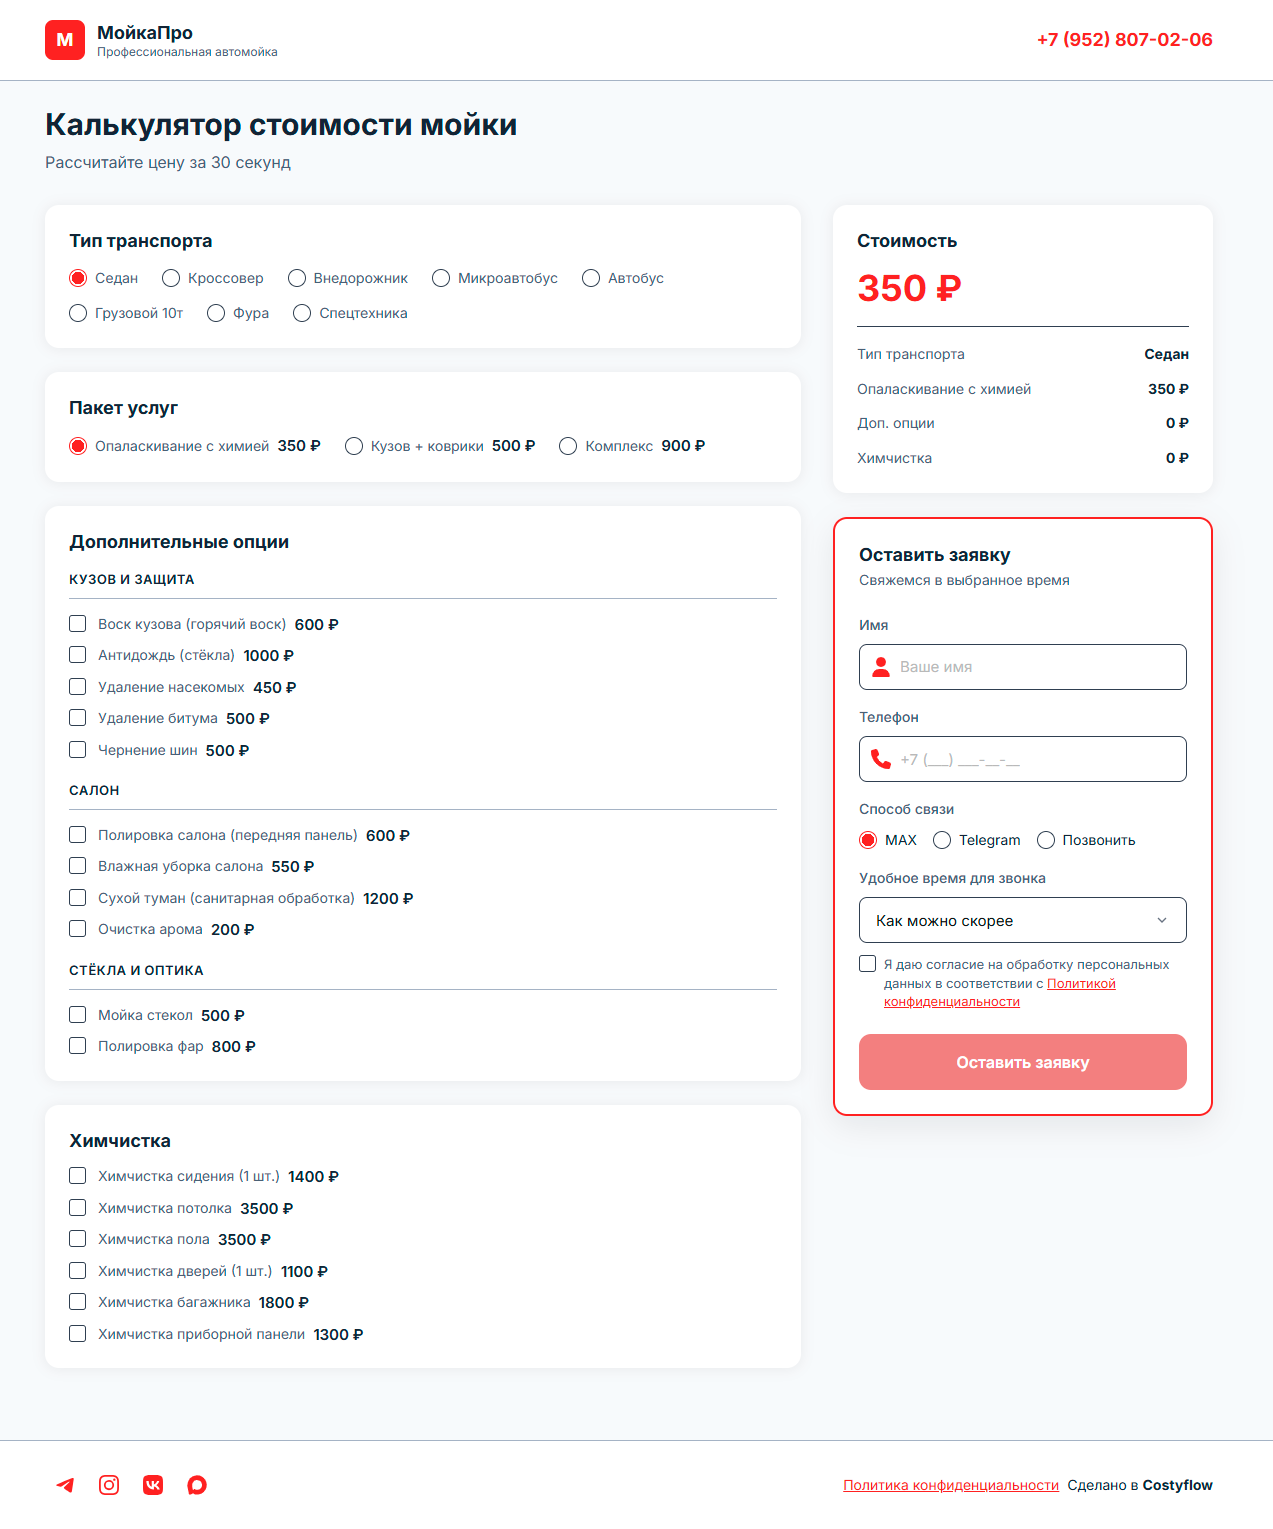 М
МойкаПро
Профессиональная автомойка
+7 (952) 807-02-06
Калькулятор стоимости мойки
Рассчитайте цену за 30 секунд
Тип транспорта
Седан Кроссовер Внедорожник Микроавтобус Автобус
Грузовой 10т Фура Спецтехника
Пакет услуг
Опаласкивание с химией 350 ₽ Кузов + коврики 500 ₽ Комплекс 900 ₽
Дополнительные опции
КУЗОВ И ЗАЩИТА
Воск кузова (горячий воск) 600 ₽
Антидождь (стёкла) 1000 ₽
Удаление насекомых 450 ₽
Удаление битума 500 ₽
Чернение шин 500 ₽
САЛОН
Полировка салона (передняя панель) 600 ₽
Влажная уборка салона 550 ₽
Сухой туман (санитарная обработка) 1200 ₽
Очистка арома 200 ₽
СТЁКЛА И ОПТИКА
Мойка стекол 500 ₽
Полировка фар 800 ₽
Химчистка
Химчистка сидения (1 шт.) 1400 ₽
Химчистка потолка 3500 ₽
Химчистка пола 3500 ₽
Химчистка дверей (1 шт.) 1100 ₽
Химчистка багажника 1800 ₽
Химчистка приборной панели 1300 ₽
Стоимость
350 ₽
Тип транспорта Седан
Опаласкивание с химией 350 ₽
Доп. опции 0 ₽
Химчистка 0 ₽
Оставить заявку
Свяжемся в выбранное время
Имя
Ваше имя
Телефон
+7 (___) ___-__-__
Способ связи
MAX Telegram Позвонить
Удобное время для звонка
Как можно скорее
Я даю согласие на обработку персональных
данных в соответствии с Политикой
конфиденциальности
Оставить заявку
Политика конфиденциальности Сделано в Costyflow